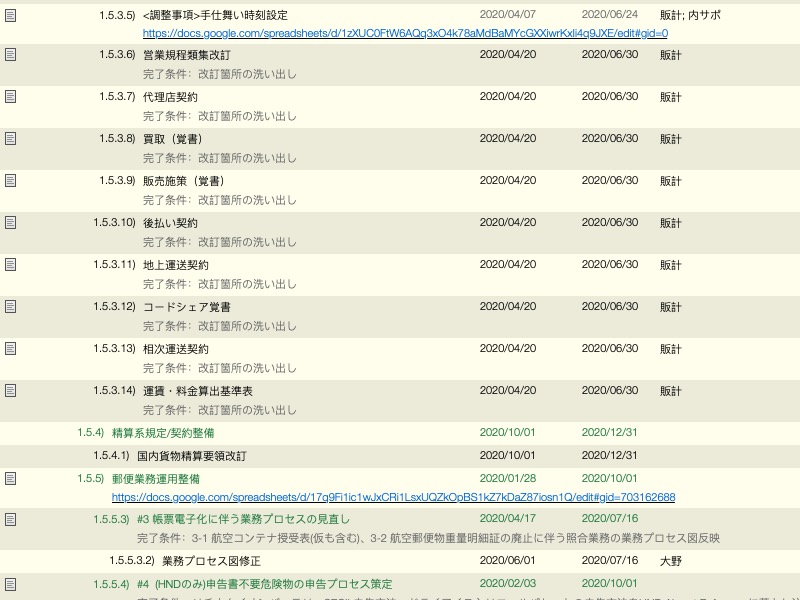 1.5.3.5) <調整事項>手仕舞い時刻設定 2020/04/07 2020/06/24 販計; 内サポ
https://docs.google.com/spreadsheets/d/1zXUC0FtW6AQq3xO4k78aMdBaMYcGXXiwrKxIi4q9JXE/edit#gid=0
1.5.3.6) 営業規程類集改訂 2020/04/20 2020/06/30 販計
完了条件: 改訂箇所の洗い出し
1.5.3.7) 代理店契約 2020/04/20 2020/06/30 販計
完了条件: 改訂箇所の洗い出し
1.5.3.8) 買取（覚書） 2020/04/20 2020/06/30 販計
完了条件: 改訂箇所の洗い出し
1.5.3.9) 販売施策（覚書） 2020/04/20 2020/06/30 販計
完了条件: 改訂箇所の洗い出し
1.5.3.10) 後払い契約 2020/04/20 2020/06/30 販計
完了条件: 改訂箇所の洗い出し
1.5.3.11) 地上運送契約 2020/04/20 2020/06/30 販計
完了条件: 改訂箇所の洗い出し
1.5.3.12) コードシェア覚書 2020/04/20 2020/06/30 販計
完了条件: 改訂箇所の洗い出し
1.5.3.13) 相次運送契約 2020/04/20 2020/06/30 販計
完了条件: 改訂箇所の洗い出し
1.5.3.14) 運賃・料金算出基準表 2020/04/20 2020/06/30 販計
完了条件: 改訂箇所の洗い出し
1.5.4) 精算系規定/契約整備 2020/10/01 2020/12/31
1.5.4.1) 国内貨物精算要領改訂 2020/10/01 2020/12/31
1.5.5) 郵便業務運用整備 2020/01/28 2020/10/01
https://docs.google.com/spreadsheets/d/17q9Fi1ic1wJxCRi1LsxUQZkOpBS1kZ7kDaZ87iosn1Q/edit#gid=703162688
1.5.5.3) #3 帳票電子化に伴う業務プロセスの見直し 2020/04/17 2020/07/16
完了条件: 3-1 航空コンテナ授受表(仮も含む)、3-2 航空郵便物重量明細証の廃止に伴う照合業務の業務プロセス図反映
1.5.5.3.2) 業務プロセス図修正 2020/06/01 2020/07/16 大野
1.5.5.4) #4 (HNDのみ)申告書不要危険物の申告プロセス策定 2020/02/03 2020/10/01